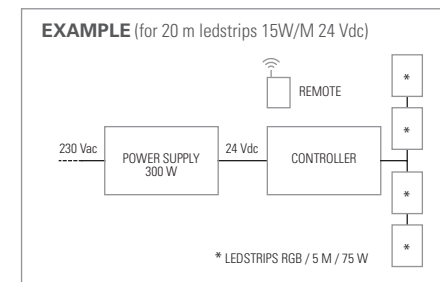 EXAMPLE (for 20 m ledstrips 15W/M 24 Vdc)
REMOTE
*
*
230 Vac
24 Vdc
POWER SUPPLY
300 W
CONTROLLER
*
*
* LEDSTRIPS RGB / 5 M / 75 W